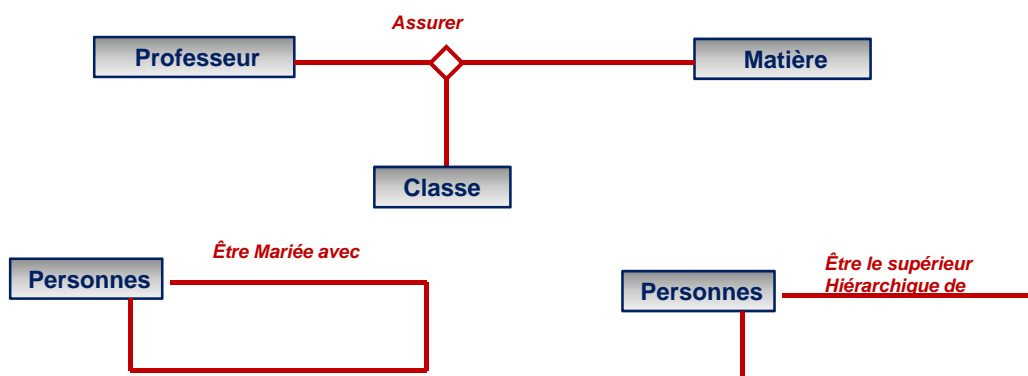 Assurer
Professeur
Matière
Classe
Être Mariée avec
Personnes
Être le supérieur
Hiérarchique de
Personnes